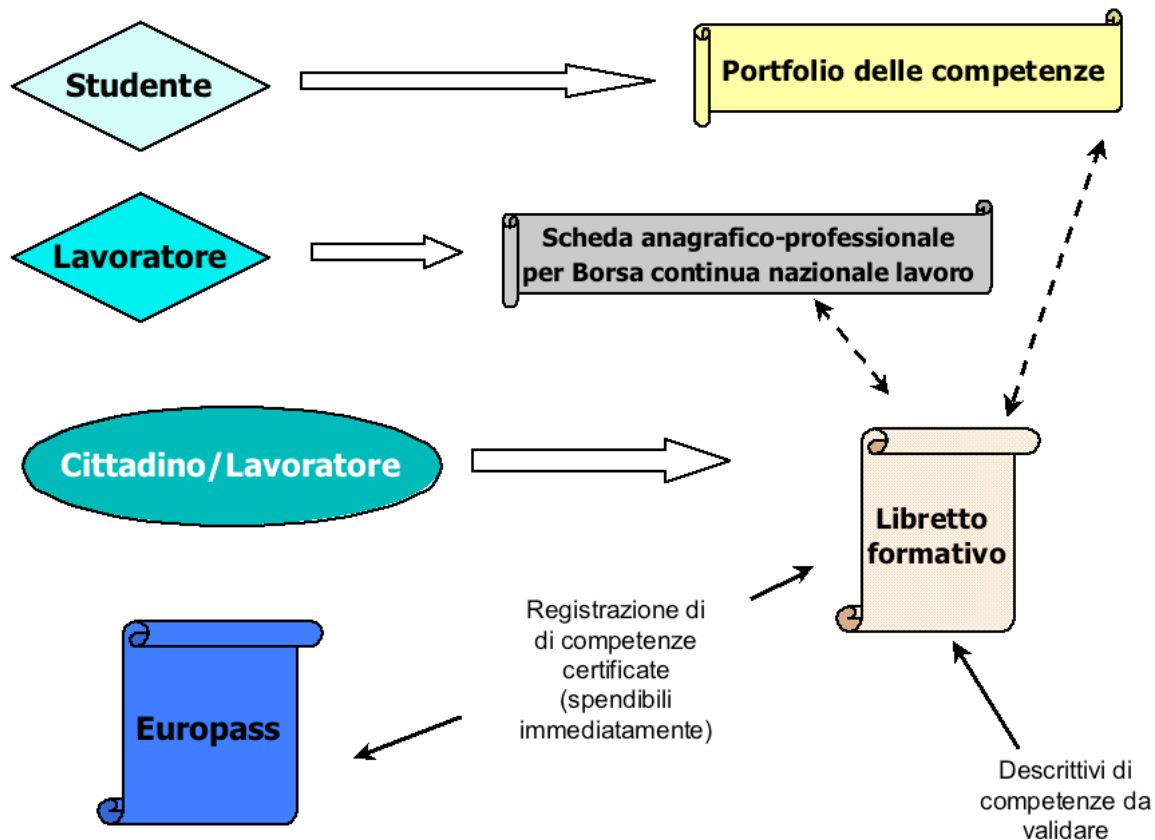 Studente
Portfolio delle competenze
Lavoratore
Scheda anagrafico-professionale
per Borsa continua nazionale lavoro
Cittadino/Lavoratore
Libretto
formativo
Registrazione di
di competenze
certificate
(spendibili
immediatamente)
Europass
Descrittivi di
competenze da
validare